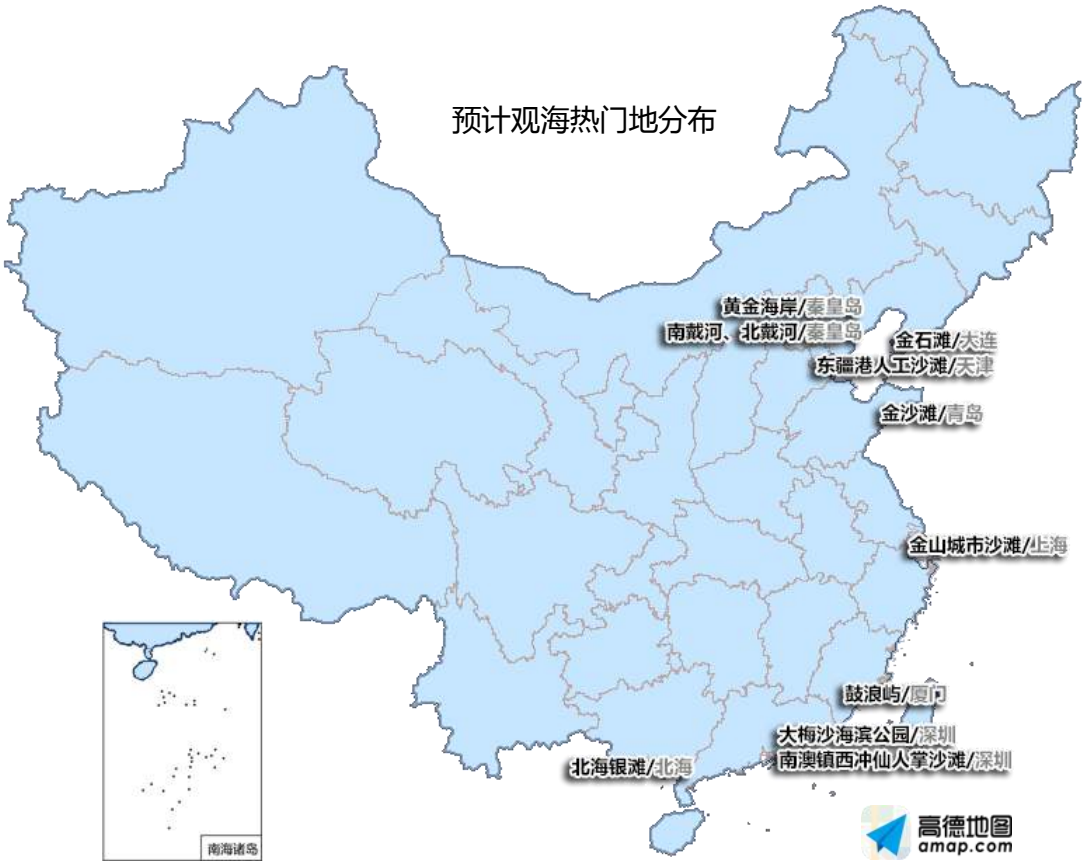 预计观海热门地分布
黄金海岸/秦皇岛
南戴河、北戴河/秦皇岛
金石滩/大连
东疆港人工沙滩/天津
金沙滩/青岛
金山城市沙滩/上海
鼓浪屿/厦门
大梅沙海滨公园/深圳
南澳镇西冲仙人掌沙滩/深圳
北海银滩/北海
南海诸岛
高德地图
amap.com